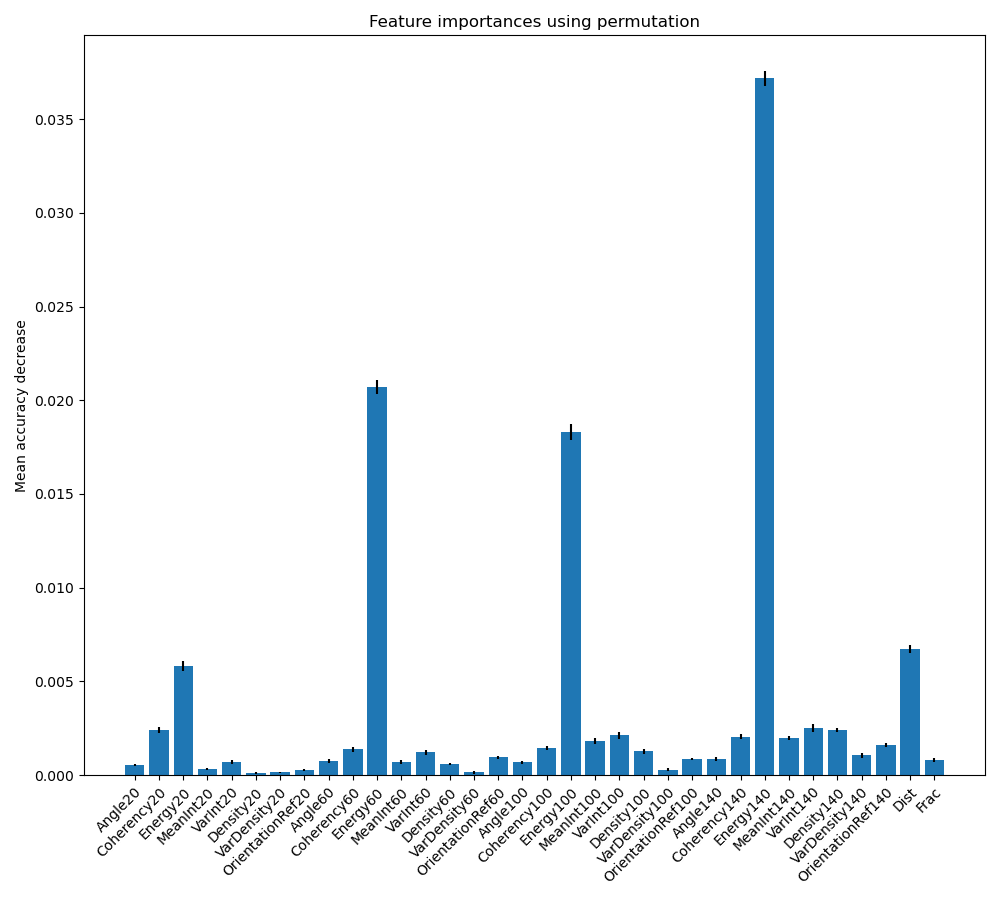 Feature importances using permutation
Mean accuracy decrease
0.035
0.030
0.025
0.020
0.015
0.010
0.005
0.000
Angle20
Coherency20
Energy20
MeanInt20
VarInt20
Density20
VarDensity20
OrientationRef20
Angle60
Coherency60
Energy60
MeanInt60
VarInt60
Density60
VarDensity60
OrientationRef60
Angle100
Coherency100
Energy100
MeanInt100
VarInt100
Density100
VarDensity100
OrientationRef100
Angle140
Coherency140
Energy140
MeanInt140
VarInt140
Density140
VarDensity140
OrientationRef140
Dist
Frac